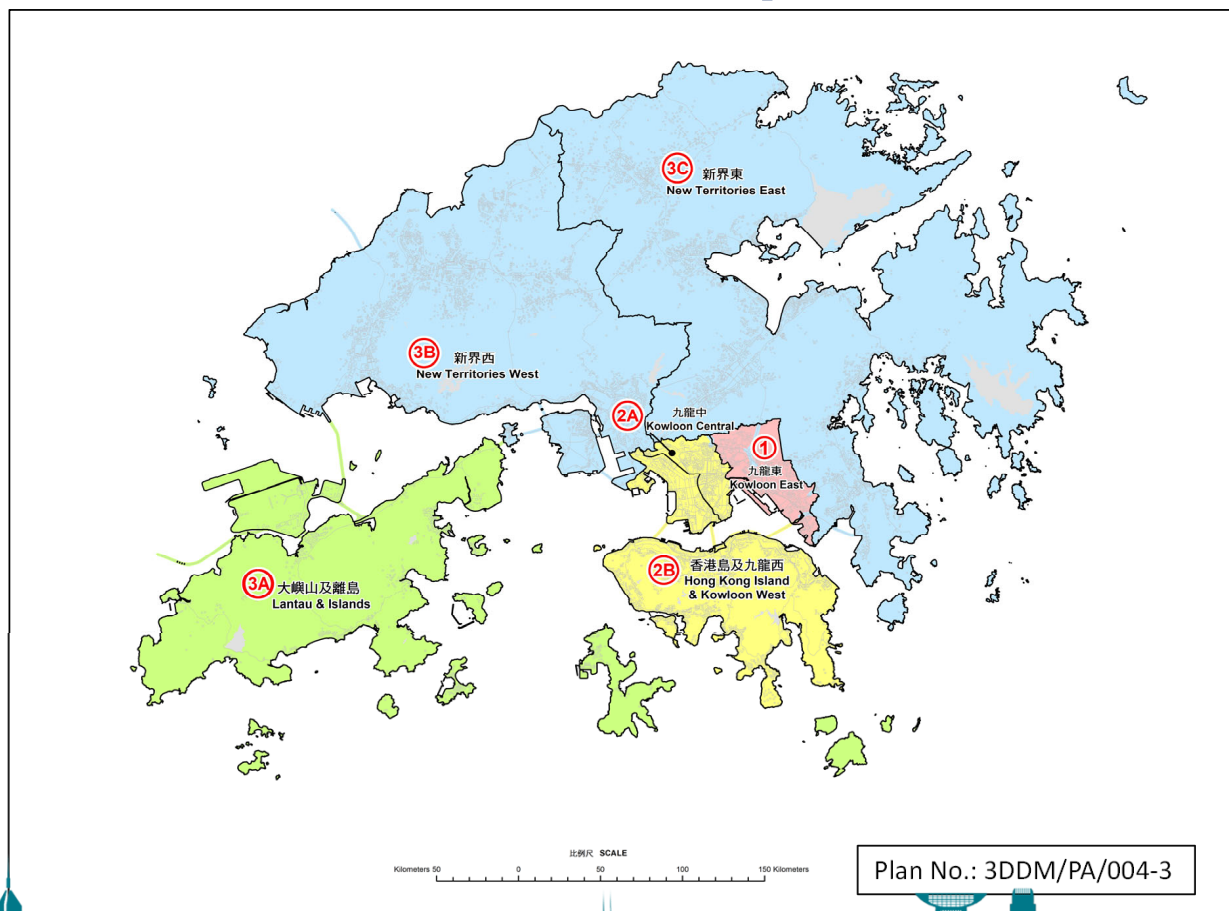 3C
新界東
New Territories East
3B
新界西
New Territories West
2A
九龍中
Kowloon Central
1
九龍東
Kowloon East
2B
香港島及九龍西
Hong Kong Island
& Kowloon West
3A
大嶼山及離島
Lantau & Islands
比例尺 SCALE
Kilometers 50 0 50 100 150 Kilometers
Plan No.: 3DDM/PA/004-3